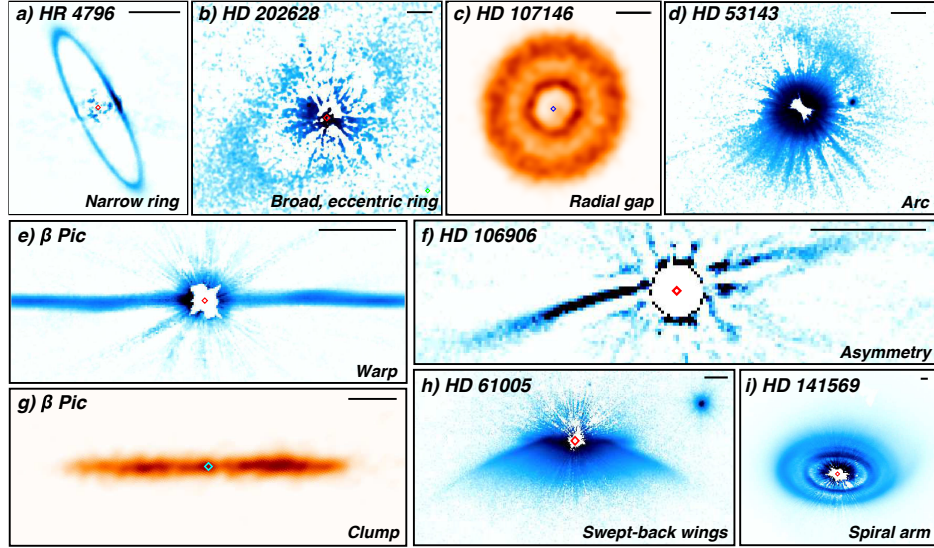 a) HR 4796
Narrow ring
b) HD 202628
Broad, eccentric ring
c) HD 107146
Radial gap
d) HD 53143
Arc
e) β Pic
Warp
f) HD 106906
Asymmetry
g) β Pic
Clump
h) HD 61005
Swept-back wings
i) HD 141569
Spiral arm